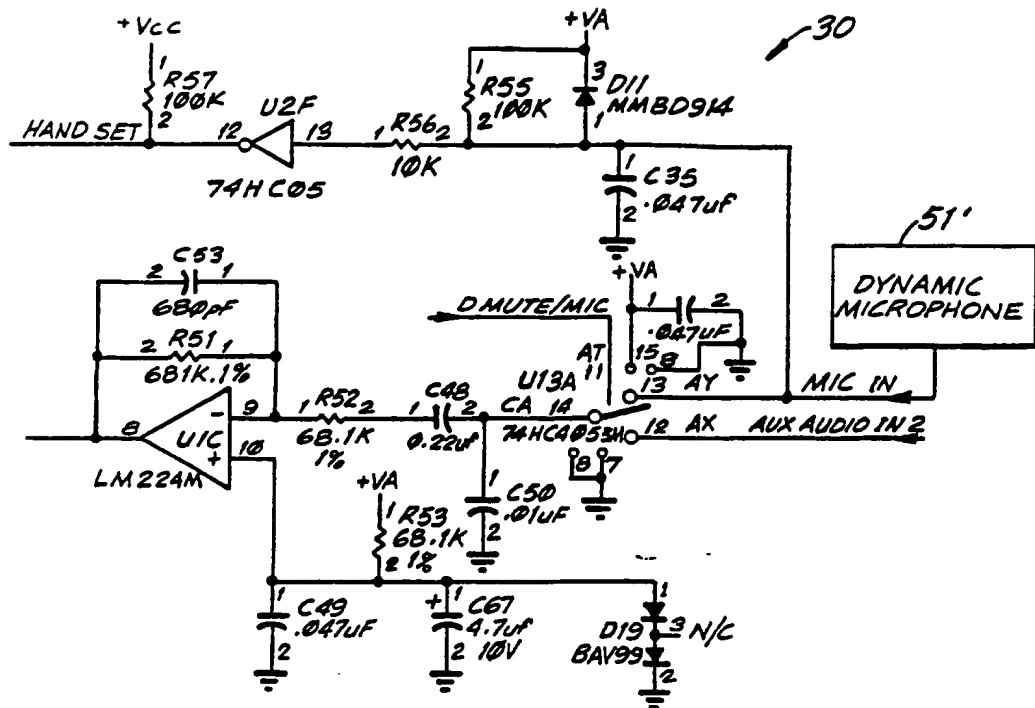 +Vcc
+VA
30
1
R57
100K
2
1
R55
100K
2
3
D11
MMBD914
1
HAND SET
12
U2F
13
74HC05
1
R56
2
10K
1
C35
.047uF
2
51'
DYNAMIC
MICROPHONE
C53
2
1
680pF
2
R51
1
681K.1%
D MUTE/MIC
+VA
1
2
.047uF
AT
11
15
8
U13A
13
AY
MIC IN
CA
14
74HC4053M
12
AX
AUX AUDIO IN 2
8
7
1
R52
2
68.1K
1%
1
C48
2
0.22uf
8
-
9
U1C
+
10
LM224M
+VA
1
R53
68.1K
1%
2
1
C50
.01uF
2
1
C49
.047uF
2
+
1
C67
4.7uf
10V
2
1
D19
3
N/C
BAV99
2